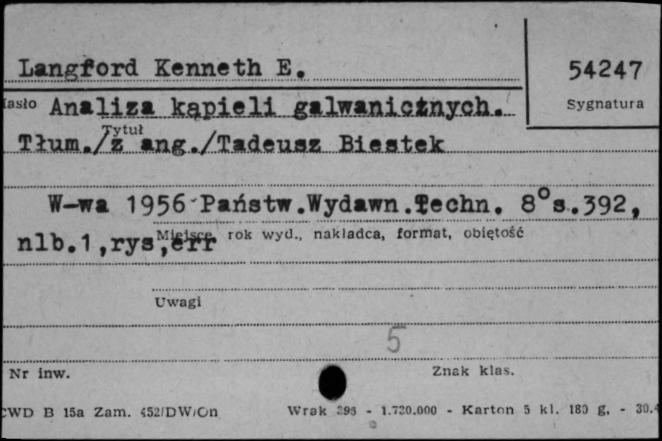 Langford Kenneth E.
54247
Sygnatura
Hasło Analiza kąpieli galwanicznych.
Tytuł
Tłum./z ang./Tadeusz Biestek
W-wa 1956 Państw.Wydawn.Techn. 8°s.392,
nlb.1,rys,err
Miejsce, rok wyd., nakładca, format, obiętość
Uwagi
5
Nr inw.
Znak klas.
CWD B 15a Zam. 452/DW/On
Wrak 396 - 1.730.000 - Karton 5 kl. 180 g. - 30.4